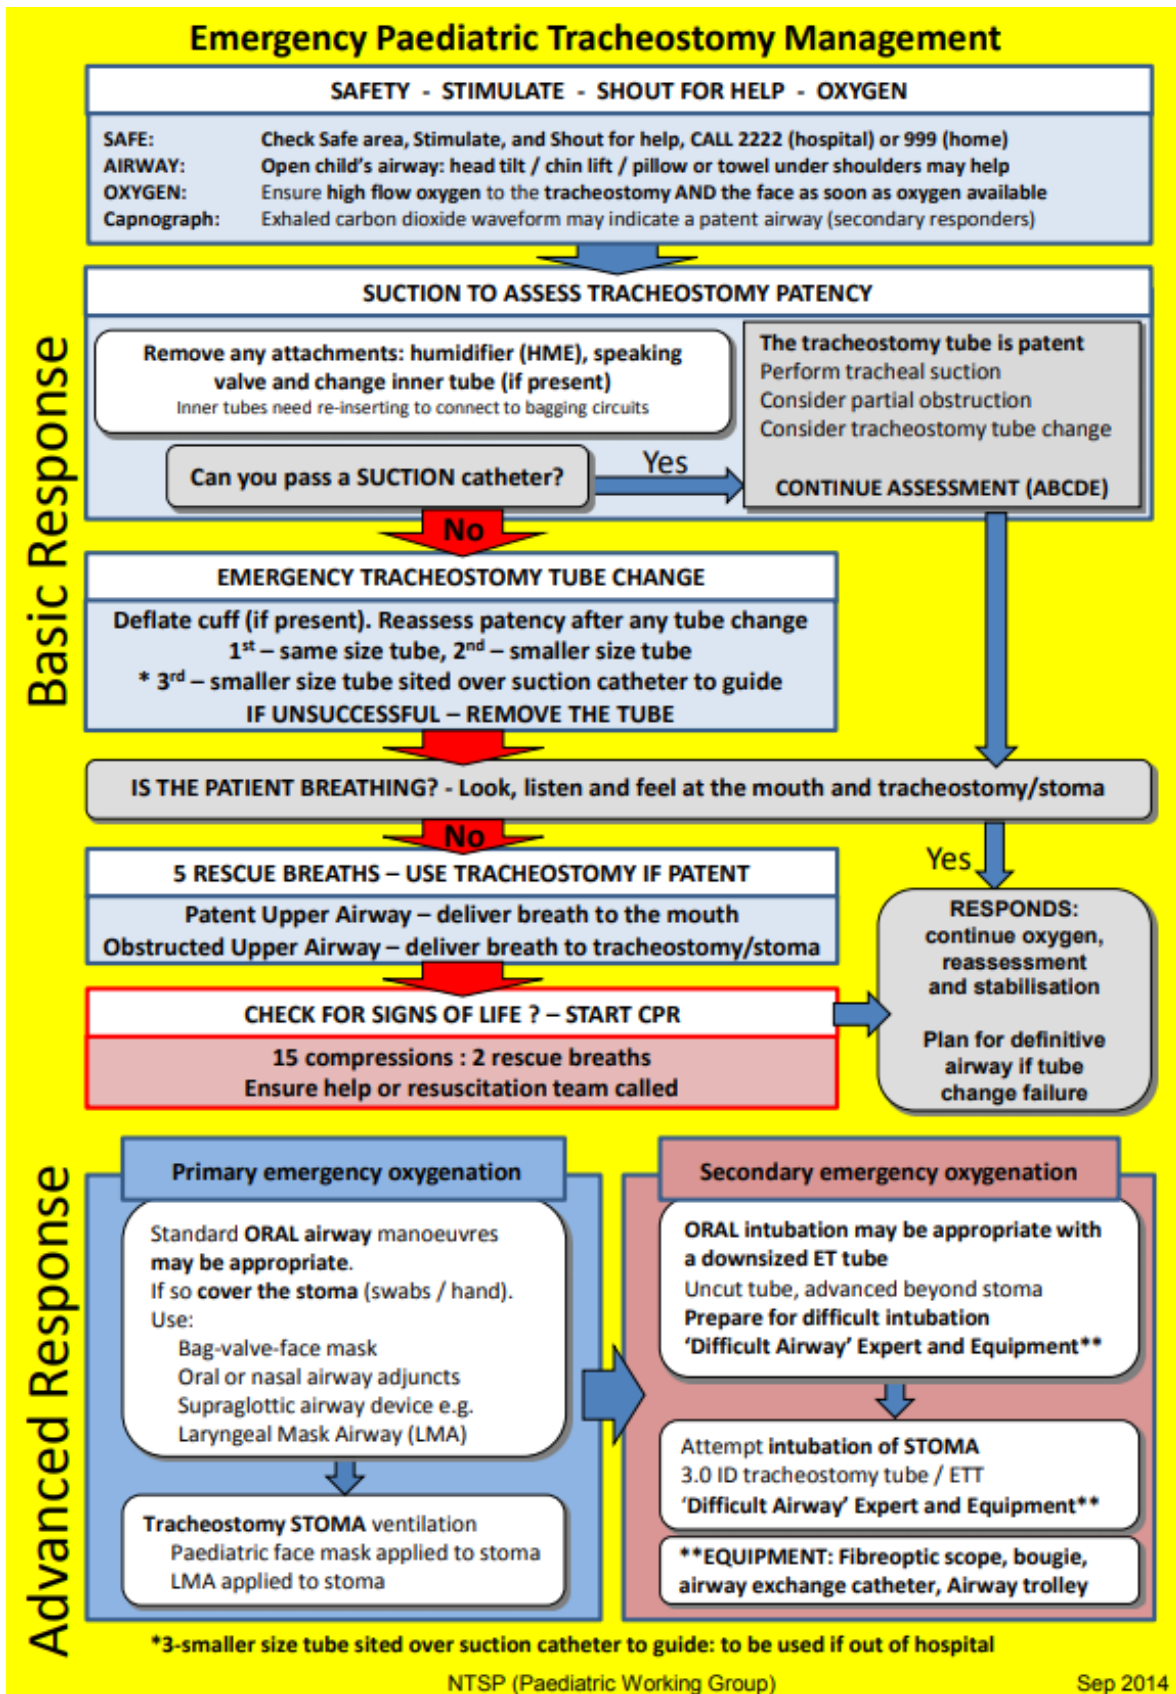 Emergency Paediatric Tracheostomy Management
SAFETY - STIMULATE - SHOUT FOR HELP - OXYGEN
SAFE: Check Safe area, Stimulate, and Shout for help, CALL 2222 (hospital) or 999 (home)
AIRWAY: Open child's airway: head tilt / chin lift / pillow or towel under shoulders may help
OXYGEN: Ensure high flow oxygen to the tracheostomy AND the face as soon as oxygen available
Capnograph: Exhaled carbon dioxide waveform may indicate a patent airway (secondary responders)
Basic Response
SUCTION TO ASSESS TRACHEOSTOMY PATENCY
Remove any attachments: humidifier (HME), speaking
valve and change inner tube (if present)
Inner tubes need re-inserting to connect to bagging circuits
Can you pass a SUCTION catheter?
Yes
The tracheostomy tube is patent
Perform tracheal suction
Consider partial obstruction
Consider tracheostomy tube change
CONTINUE ASSESSMENT (ABCDE)
No
EMERGENCY TRACHEOSTOMY TUBE CHANGE
Deflate cuff (if present). Reassess patency after any tube change
1st – same size tube, 2nd – smaller size tube
* 3rd – smaller size tube sited over suction catheter to guide
IF UNSUCCESSFUL – REMOVE THE TUBE
IS THE PATIENT BREATHING? - Look, listen and feel at the mouth and tracheostomy/stoma
No
Yes
5 RESCUE BREATHS – USE TRACHEOSTOMY IF PATENT
Patent Upper Airway – deliver breath to the mouth
Obstructed Upper Airway – deliver breath to tracheostomy/stoma
CHECK FOR SIGNS OF LIFE ? – START CPR
15 compressions : 2 rescue breaths
Ensure help or resuscitation team called
RESPONDS:
continue oxygen,
reassessment
and stabilisation
Plan for definitive
airway if tube
change failure
Advanced Response
Primary emergency oxygenation
Standard ORAL airway manoeuvres
may be appropriate.
If so cover the stoma (swabs / hand).
Use:
Bag-valve-face mask
Oral or nasal airway adjuncts
Supraglottic airway device e.g.
Laryngeal Mask Airway (LMA)
Tracheostomy STOMA ventilation
Paediatric face mask applied to stoma
LMA applied to stoma
Secondary emergency oxygenation
ORAL intubation may be appropriate with
a downsized ET tube
Uncut tube, advanced beyond stoma
Prepare for difficult intubation
'Difficult Airway' Expert and Equipment**
Attempt intubation of STOMA
3.0 ID tracheostomy tube / ETT
'Difficult Airway' Expert and Equipment**
**EQUIPMENT: Fibreoptic scope, bougie,
airway exchange catheter, Airway trolley
*3-smaller size tube sited over suction catheter to guide: to be used if out of hospital
NTSP (Paediatric Working Group) Sep 2014